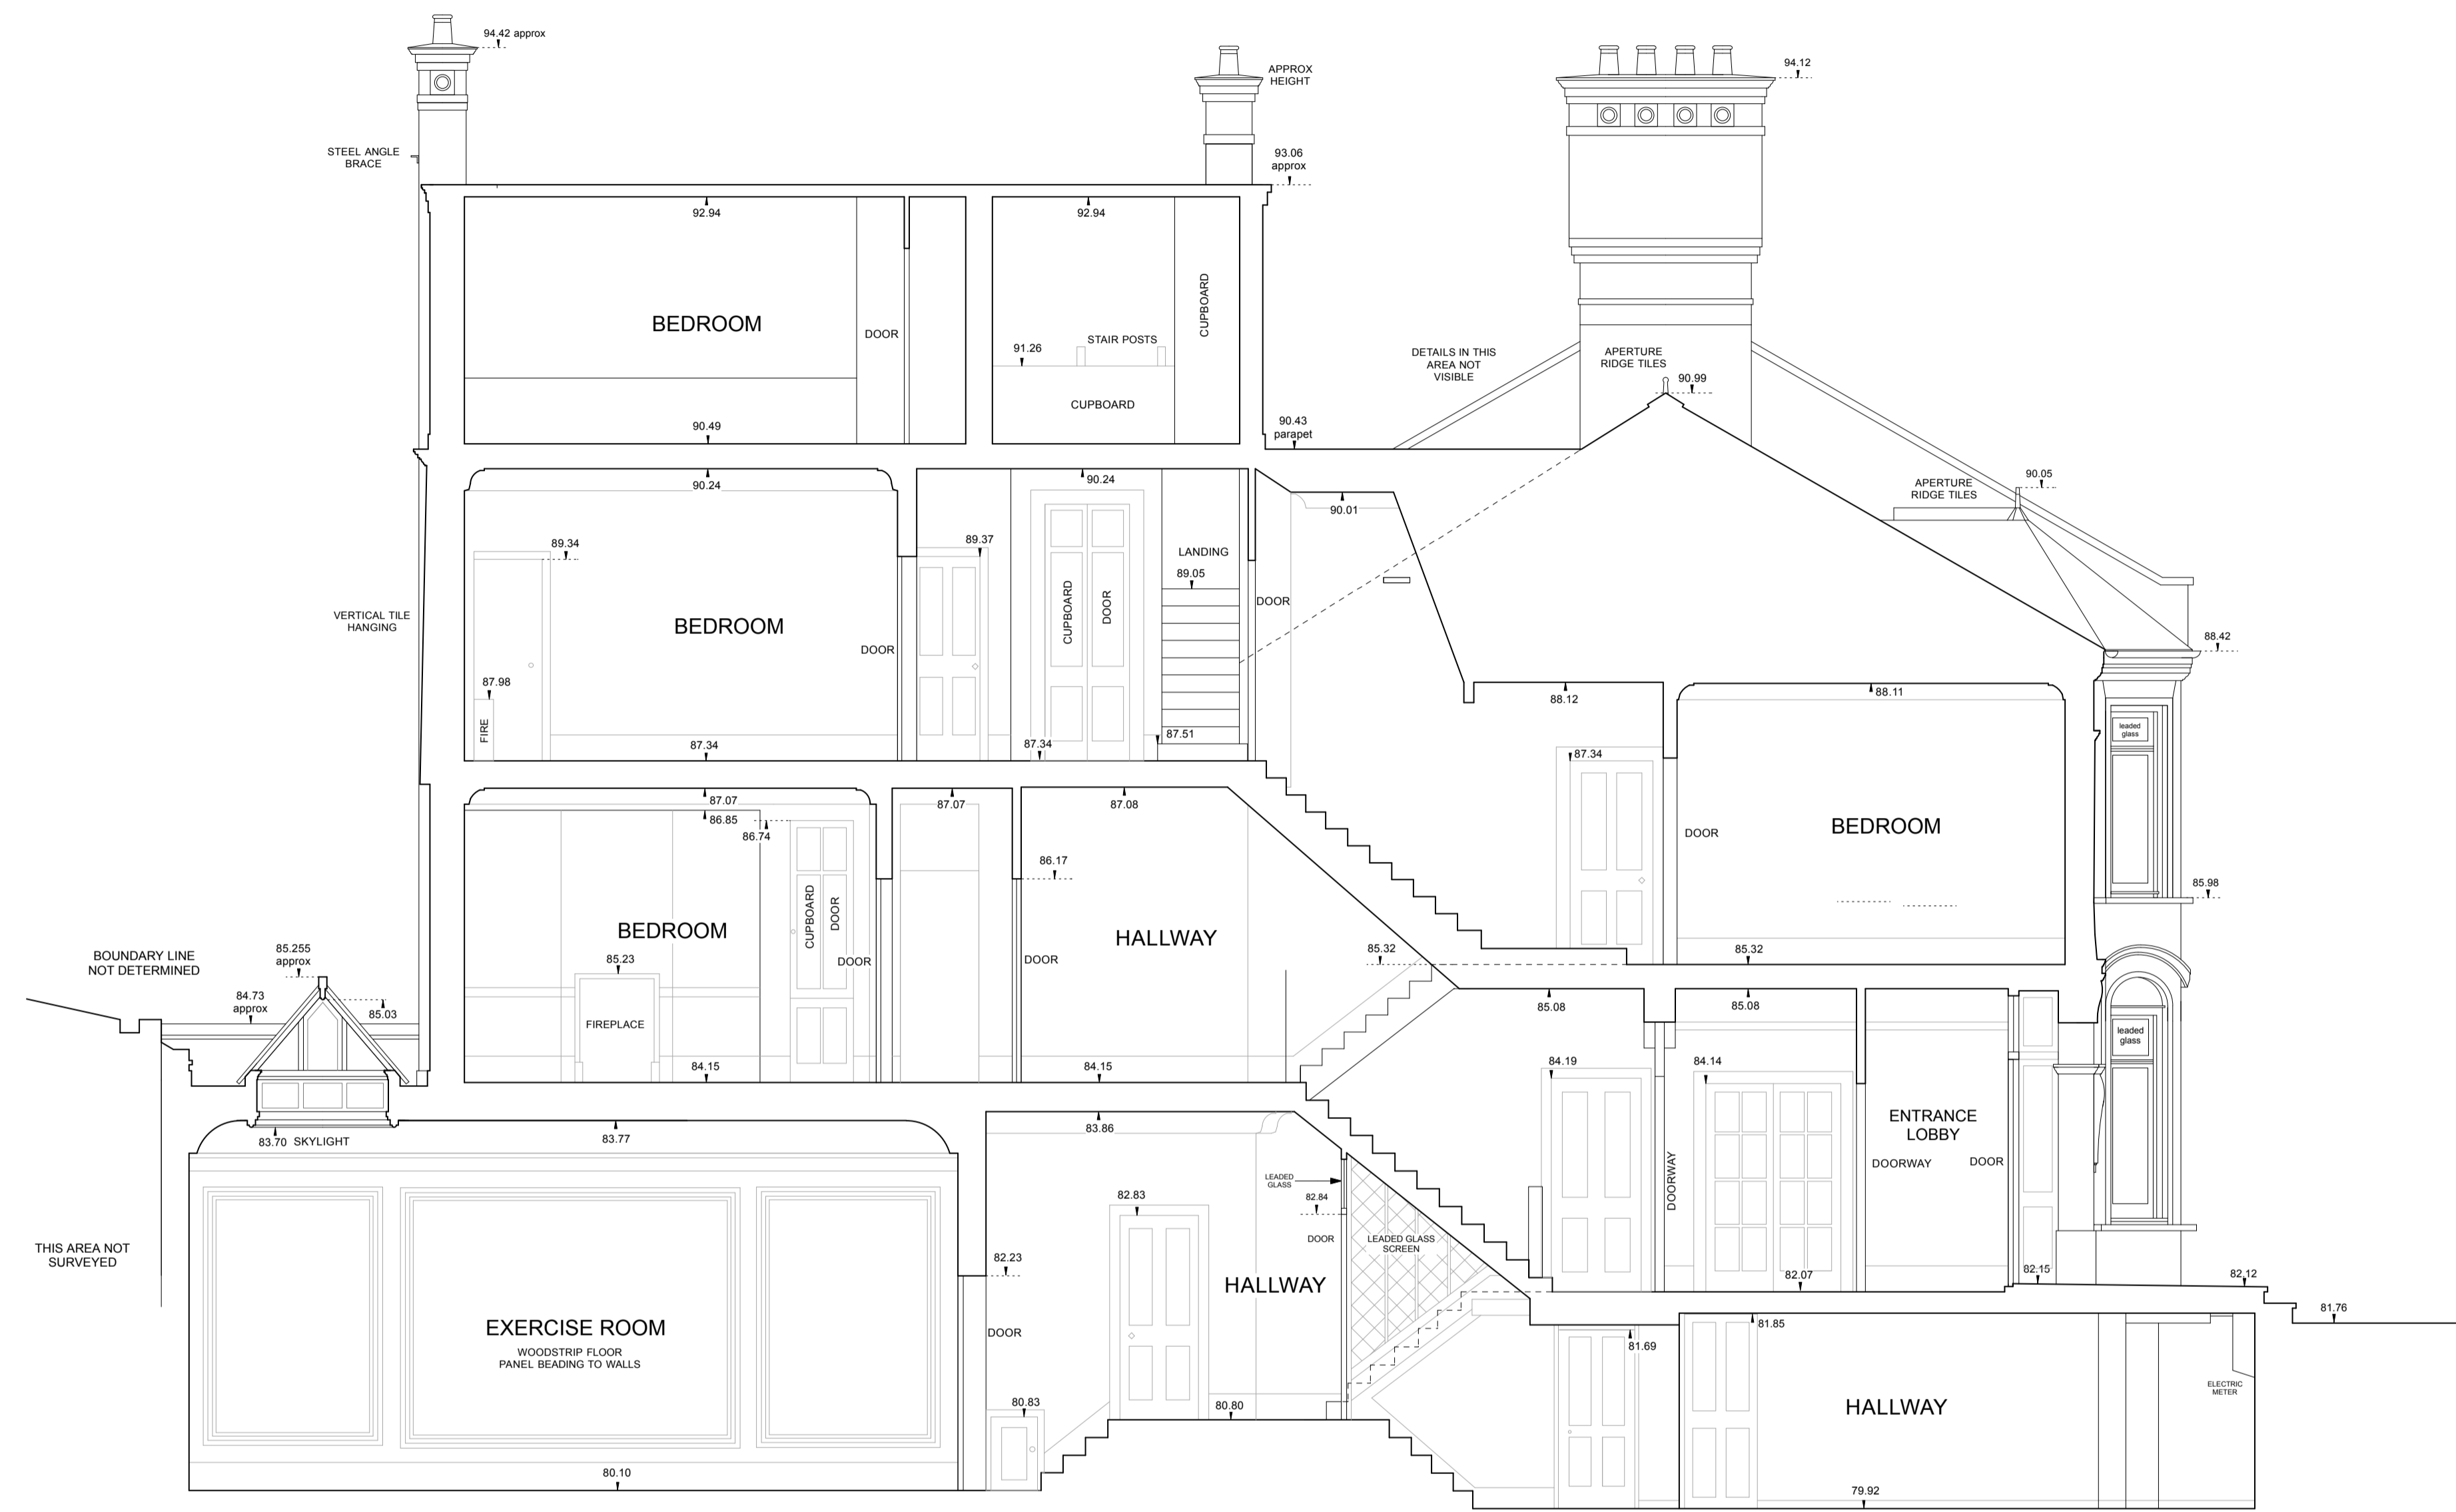 94.42 approx
APPROX
HEIGHT
94.12
STEEL ANGLE
BRACE
93.06
approx
92.94
92.94
BEDROOM
DOOR
CUPBOARD
91.26
STAIR POSTS
CUPBOARD
DETAILS IN THIS
AREA NOT
VISIBLE
APERTURE
RIDGE TILES
90.99
90.49
90.43
parapet
90.24
90.24
90.01
APERTURE
RIDGE TILES
90.05
89.34
89.37
LANDING
89.05
CUPBOARD
DOOR
DOOR
VERTICAL TILE
HANGING
BEDROOM
DOOR
88.42
87.98
FIRE
87.34
87.34
87.51
88.12
88.11
leaded
glass
87.34
87.07
86.85
86.74
87.07
87.08
DOOR
BEDROOM
86.17
85.98
CUPBOARD
DOOR
BEDROOM
DOOR
DOOR
HALLWAY
85.32
85.32
BOUNDARY LINE
NOT DETERMINED
85.255
approx
85.23
84.73
approx
85.03
FIREPLACE
85.08
85.08
leaded
glass
84.15
84.15
84.19
84.14
83.70
SKYLIGHT
83.77
83.86
ENTRANCE
LOBBY
DOORWAY
DOORWAY
DOOR
LEADED
GLASS
82.83
82.84
DOOR
LEADED GLASS
SCREEN
THIS AREA NOT
SURVEYED
82.23
HALLWAY
82.07
82.15
82.12
81.76
EXERCISE ROOM
WOODSTRIP FLOOR
PANEL BEADING TO WALLS
DOOR
81.69
81.85
ELECTRIC
METER
80.83
80.80
HALLWAY
80.10
79.92